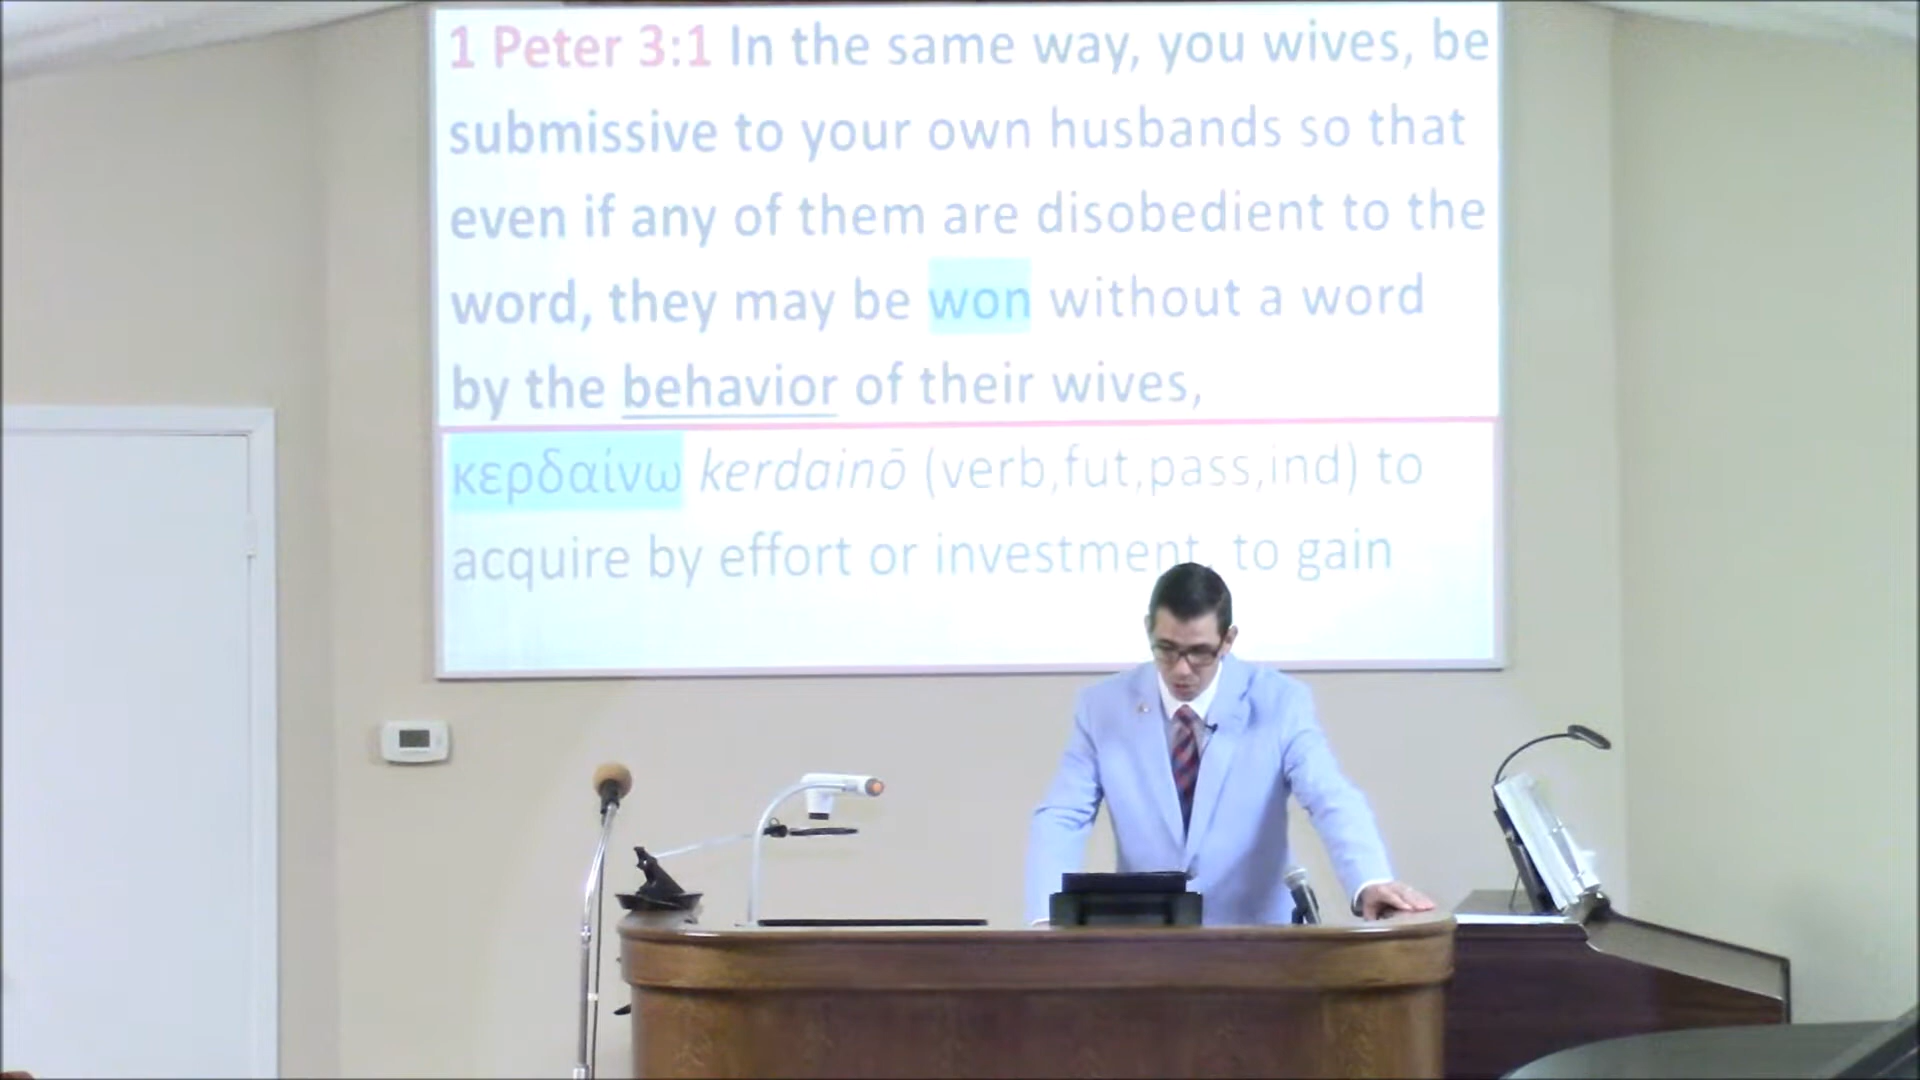 1 Peter 3:1 In the same way, you wives, be
submissive to your own husbands so that
even if any of them are disobedient to the
word, they may be won without a word
by the behavior of their wives,
κερδαίνω kerdainō (verb,fut,pass,ind) to
acquire by effort or investment, to gain